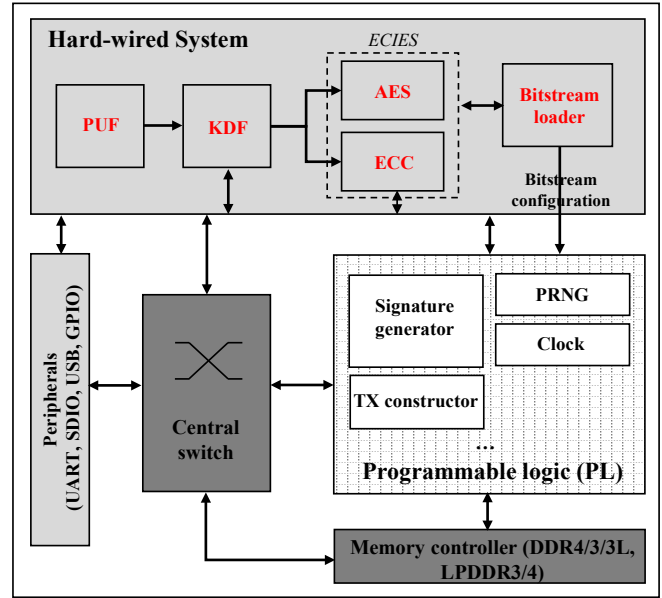 Hard-wired System
ECIES
PUF
KDF
AES
ECC
Bitstream
loader
Bitstream
configuration
Peripherals
(UART, SDIO, USB, GPIO)
Central
switch
Signature
generator
PRNG
Clock
TX constructor
...
Programmable logic (PL)
Memory controller (DDR4/3/3L,
LPDDR3/4)